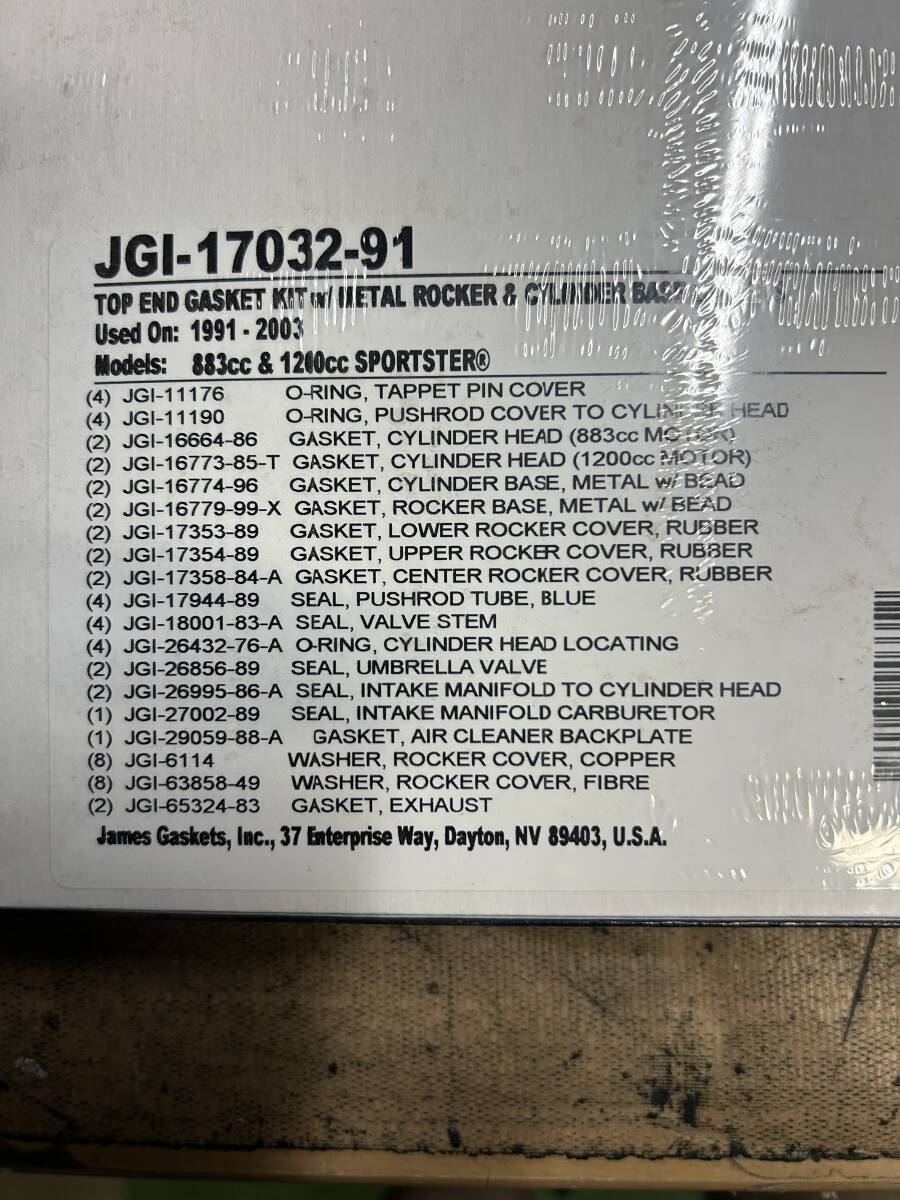 JGI-17032-91
TOP END GASKET KIT w/ METAL ROCKER & CYLINDER BASE
Used On: 1991 - 2003
Models: 883cc & 1200cc SPORTSTER®
(4) JGI-11176 O-RING, TAPPET PIN COVER
(4) JGI-11190 O-RING, PUSHROD COVER TO CYLINDER HEAD
(2) JGI-16664-86 GASKET, CYLINDER HEAD (883cc MOTOR)
(2) JGI-16773-85-T GASKET, CYLINDER HEAD (1200cc MOTOR)
(2) JGI-16774-96 GASKET, CYLINDER BASE, METAL w/ BEAD
(2) JGI-16779-99-X GASKET, ROCKER BASE, METAL w/ BEAD
(2) JGI-17353-89 GASKET, LOWER ROCKER COVER, RUBBER
(2) JGI-17354-89 GASKET, UPPER ROCKER COVER, RUBBER
(2) JGI-17358-84-A GASKET, CENTER ROCKER COVER, RUBBER
(4) JGI-17944-89 SEAL, PUSHROD TUBE, BLUE
(4) JGI-18001-83-A SEAL, VALVE STEM
(4) JGI-26432-76-A O-RING, CYLINDER HEAD LOCATING
(2) JGI-26856-89 SEAL, UMBRELLA VALVE
(2) JGI-26995-86-A SEAL, INTAKE MANIFOLD TO CYLINDER HEAD
(1) JGI-27002-89 SEAL, INTAKE MANIFOLD CARBURETOR
(1) JGI-29059-88-A GASKET, AIR CLEANER BACKPLATE
(8) JGI-6114 WASHER, ROCKER COVER, COPPER
(8) JGI-63858-49 WASHER, ROCKER COVER, FIBRE
(2) JGI-65324-83 GASKET, EXHAUST
James Gaskets, Inc., 37 Enterprise Way, Dayton, NV 89403, U.S.A.